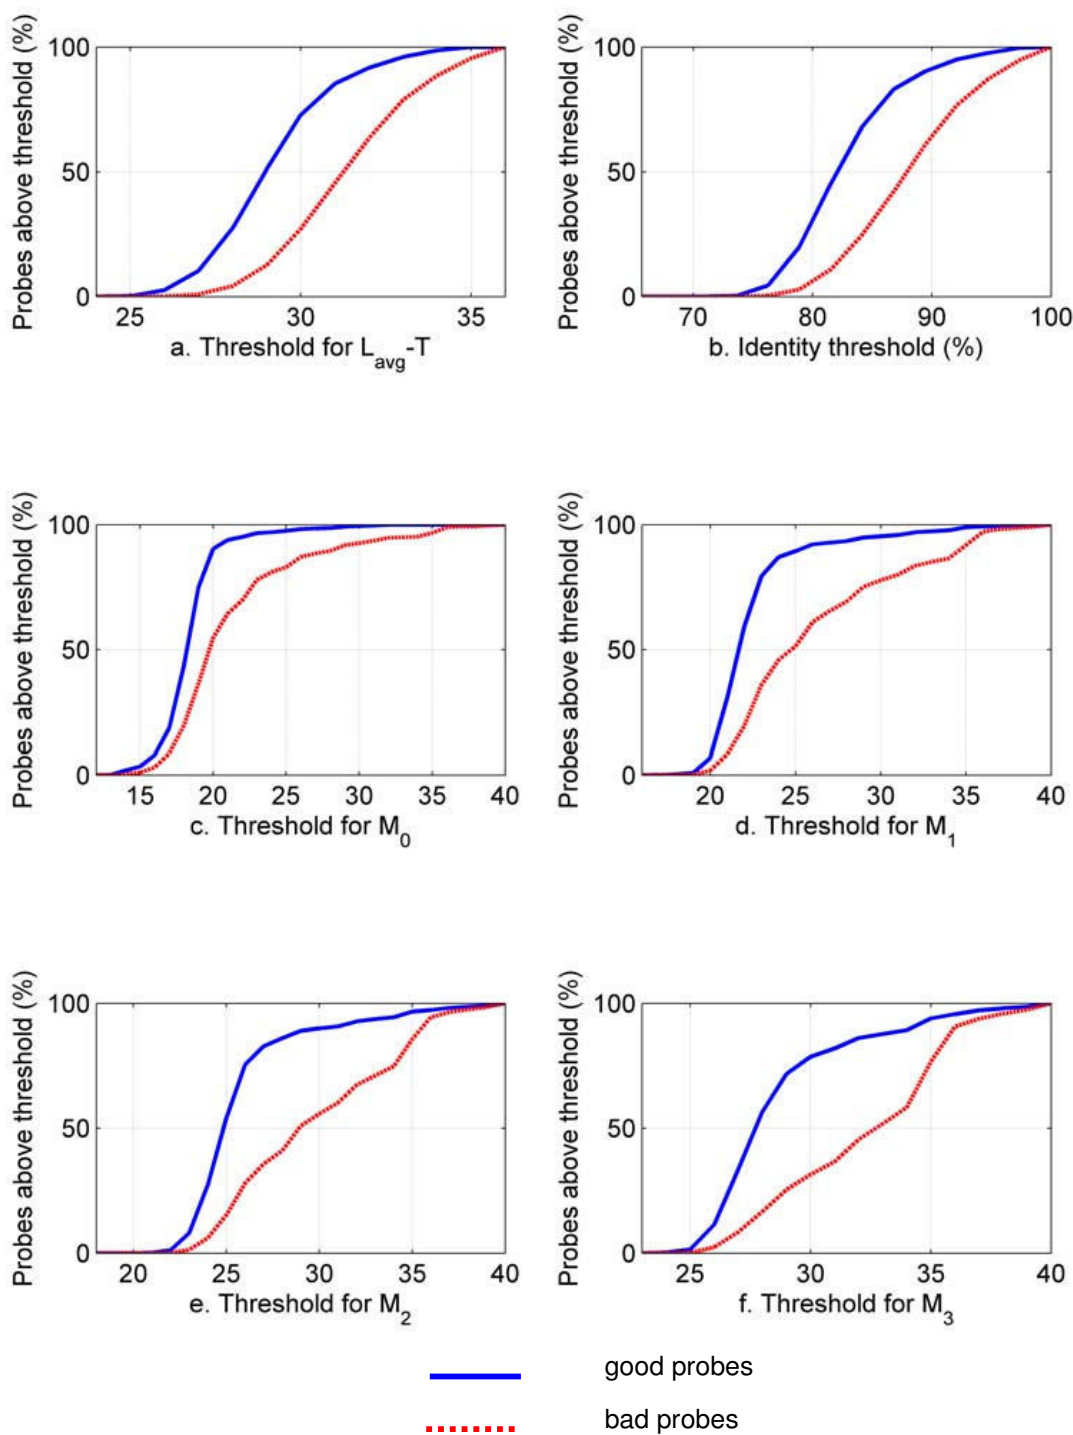 Probes above threshold (%)
100
50
0
25 30 35
a. Threshold for Lavg-T
Probes above threshold (%)
100
50
0
70 80 90 100
b. Identity threshold (%)
Probes above threshold (%)
100
50
0
15 20 25 30 35 40
c. Threshold for M0
Probes above threshold (%)
100
50
0
20 25 30 35 40
d. Threshold for M1
Probes above threshold (%)
100
50
0
20 25 30 35 40
e. Threshold for M2
Probes above threshold (%)
100
50
0
25 30 35 40
f. Threshold for M3
good probes
bad probes